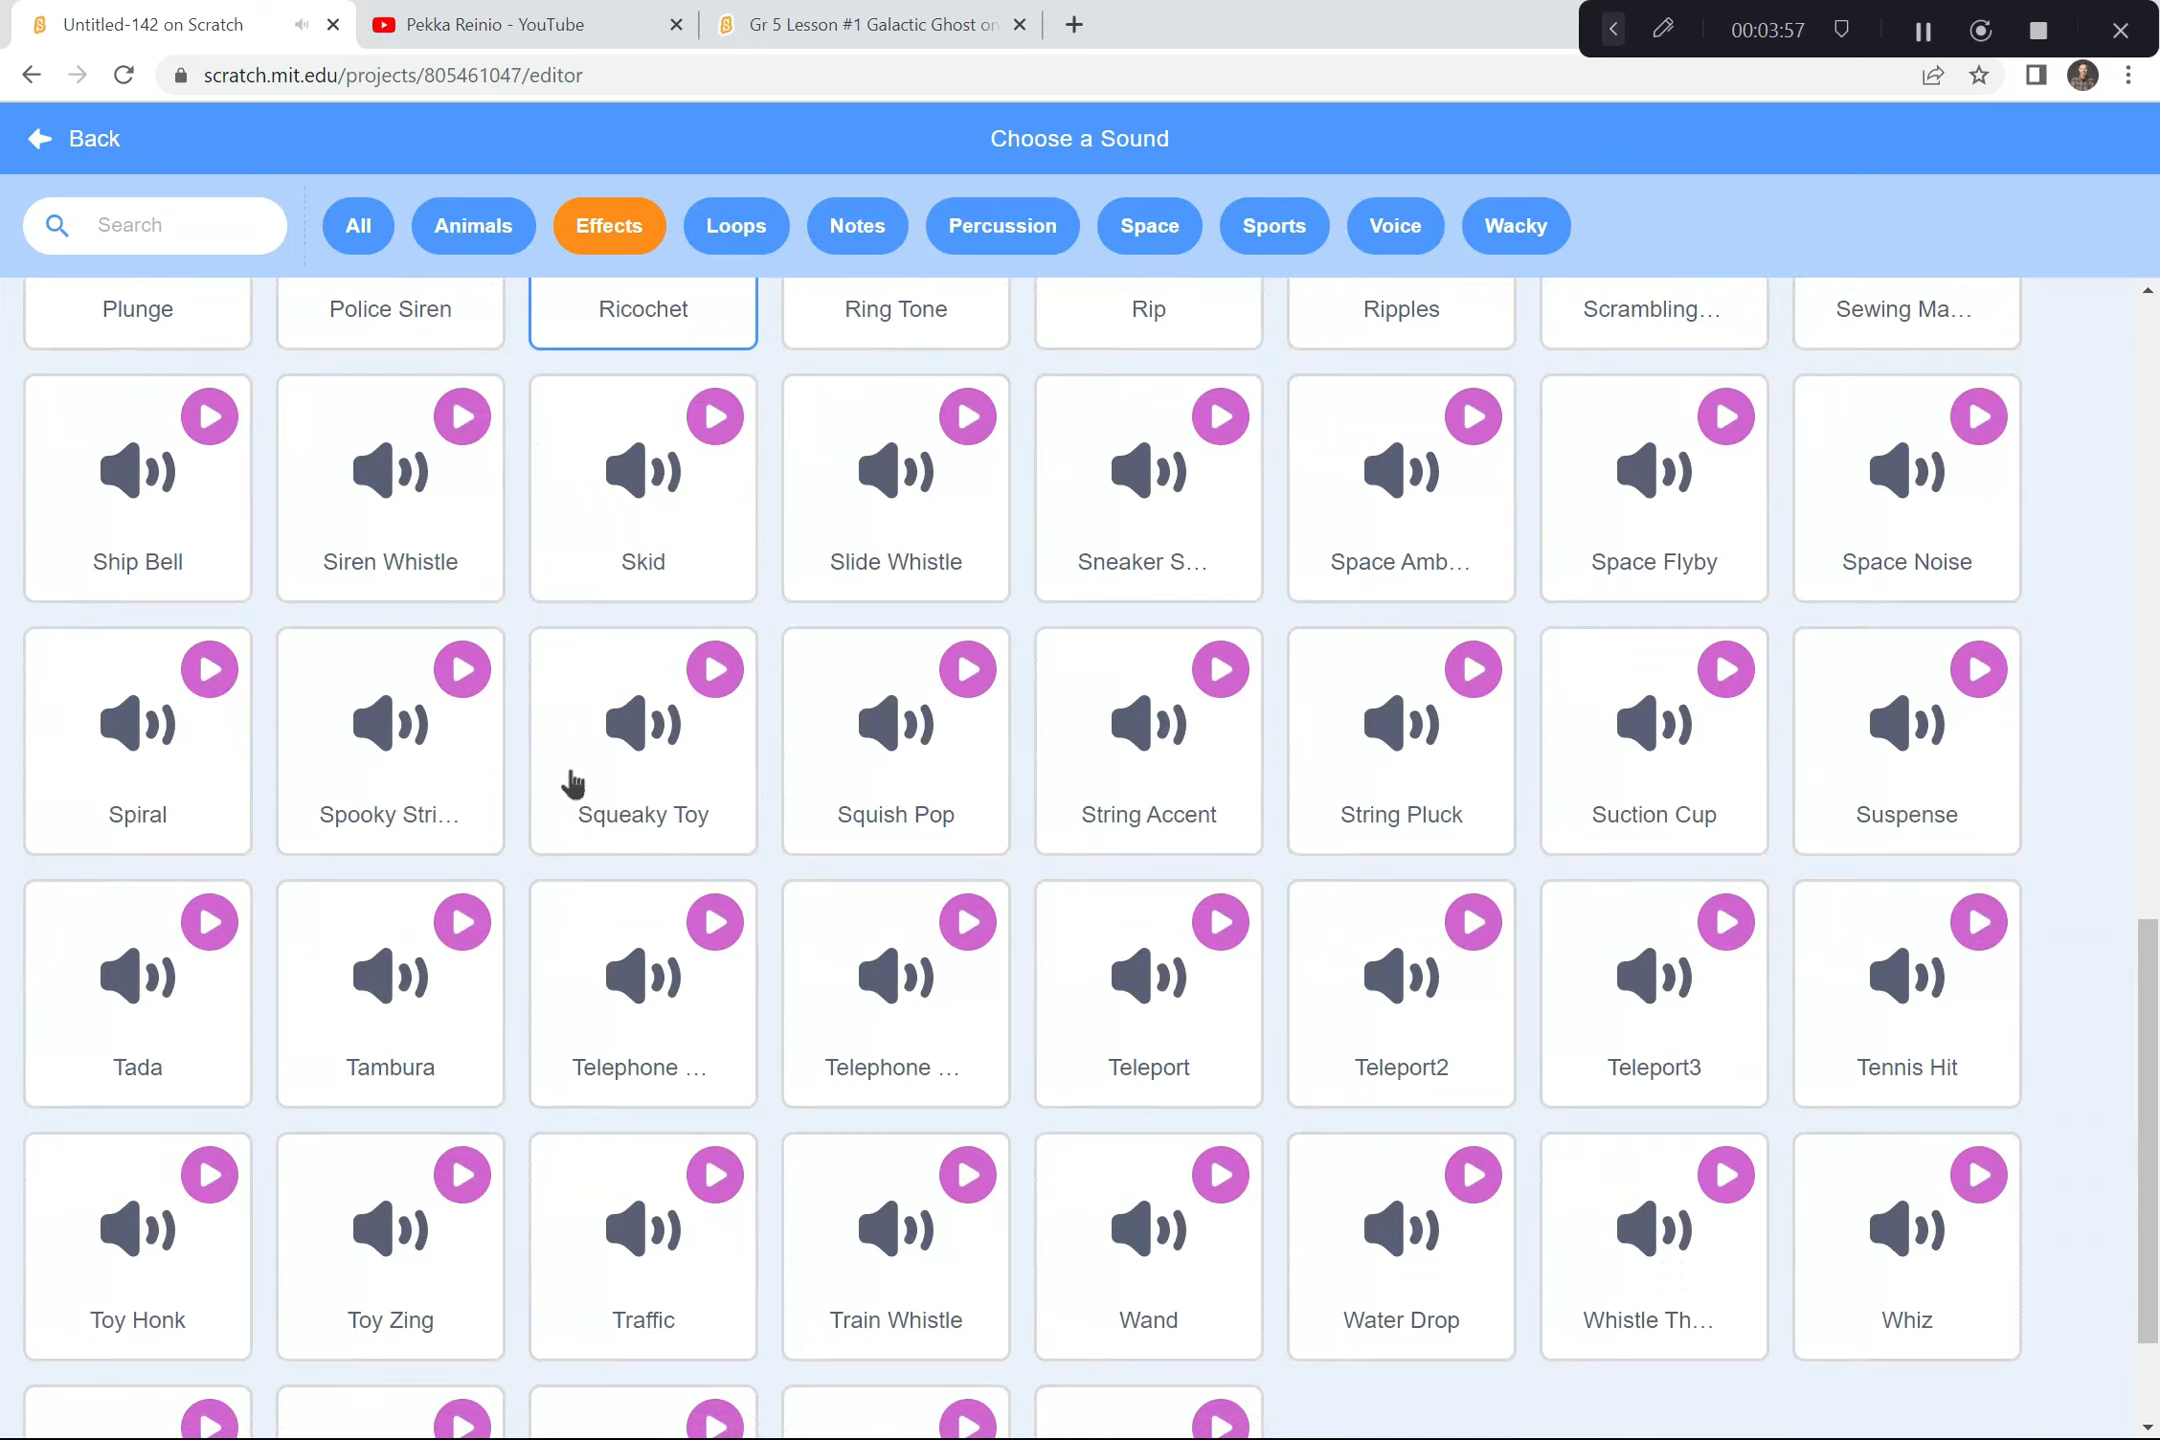 Untitled-142 on Scratch
Pekka Reinio - YouTube
Gr 5 Lesson #1 Galactic Ghost on
00:03:57
scratch.mit.edu/projects/805461047/editor
Back
Choose a Sound
Search
All
Animals
Effects
Loops
Notes
Percussion
Space
Sports
Voice
Wacky
Plunge
Police Siren
Ricochet
Ring Tone
Rip
Ripples
Scrambling...
Sewing Ma...
Ship Bell
Siren Whistle
Skid
Slide Whistle
Sneaker S...
Space Amb...
Space Flyby
Space Noise
Spiral
Spooky Stri...
Squeaky Toy
Squish Pop
String Accent
String Pluck
Suction Cup
Suspense
Tada
Tambura
Telephone ...
Telephone ...
Teleport
Teleport2
Teleport3
Tennis Hit
Toy Honk
Toy Zing
Traffic
Train Whistle
Wand
Water Drop
Whistle Th...
Whiz